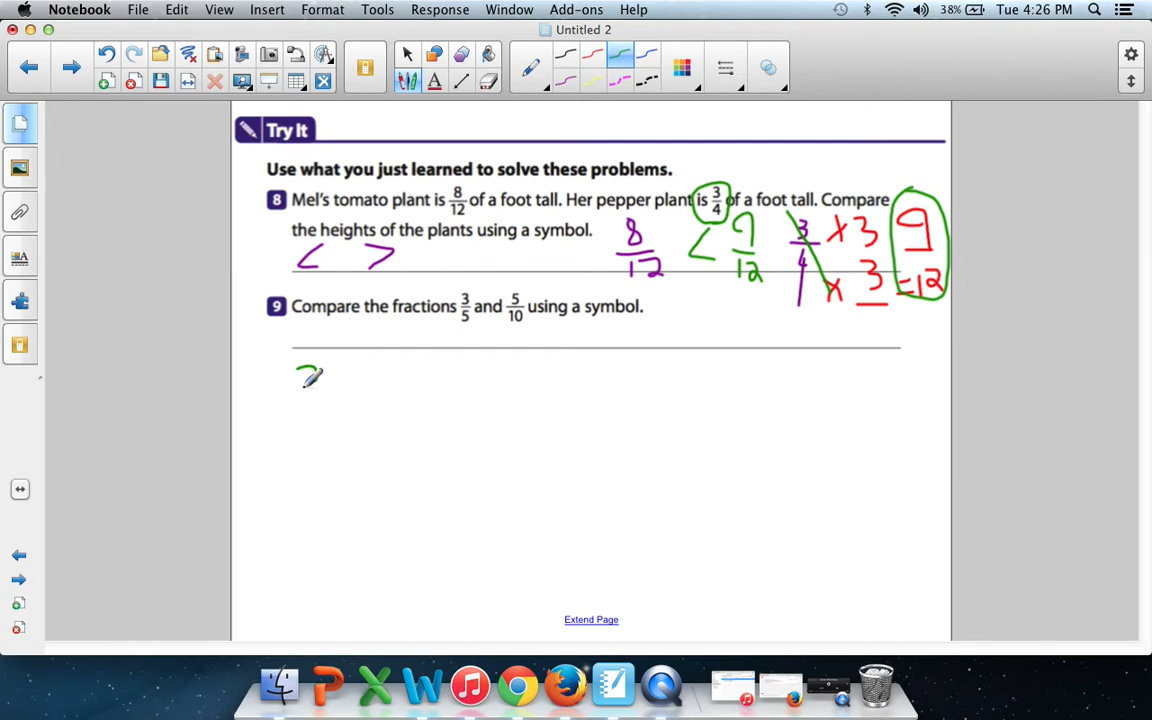 Notebook File Edit View Insert Format Tools Response Window Add-ons Help 38% Tue 4:26 PM
Untitled 2
Try It
Use what you just learned to solve these problems.
8 Mel's tomato plant is 8/12 of a foot tall. Her pepper plant is 3/4 of a foot tall. Compare
the heights of the plants using a symbol.
< > 8/12 < 9/12 3/4 × 3 9
× 3 = 12
9 Compare the fractions 3/5 and 5/10 using a symbol.
Extend Page